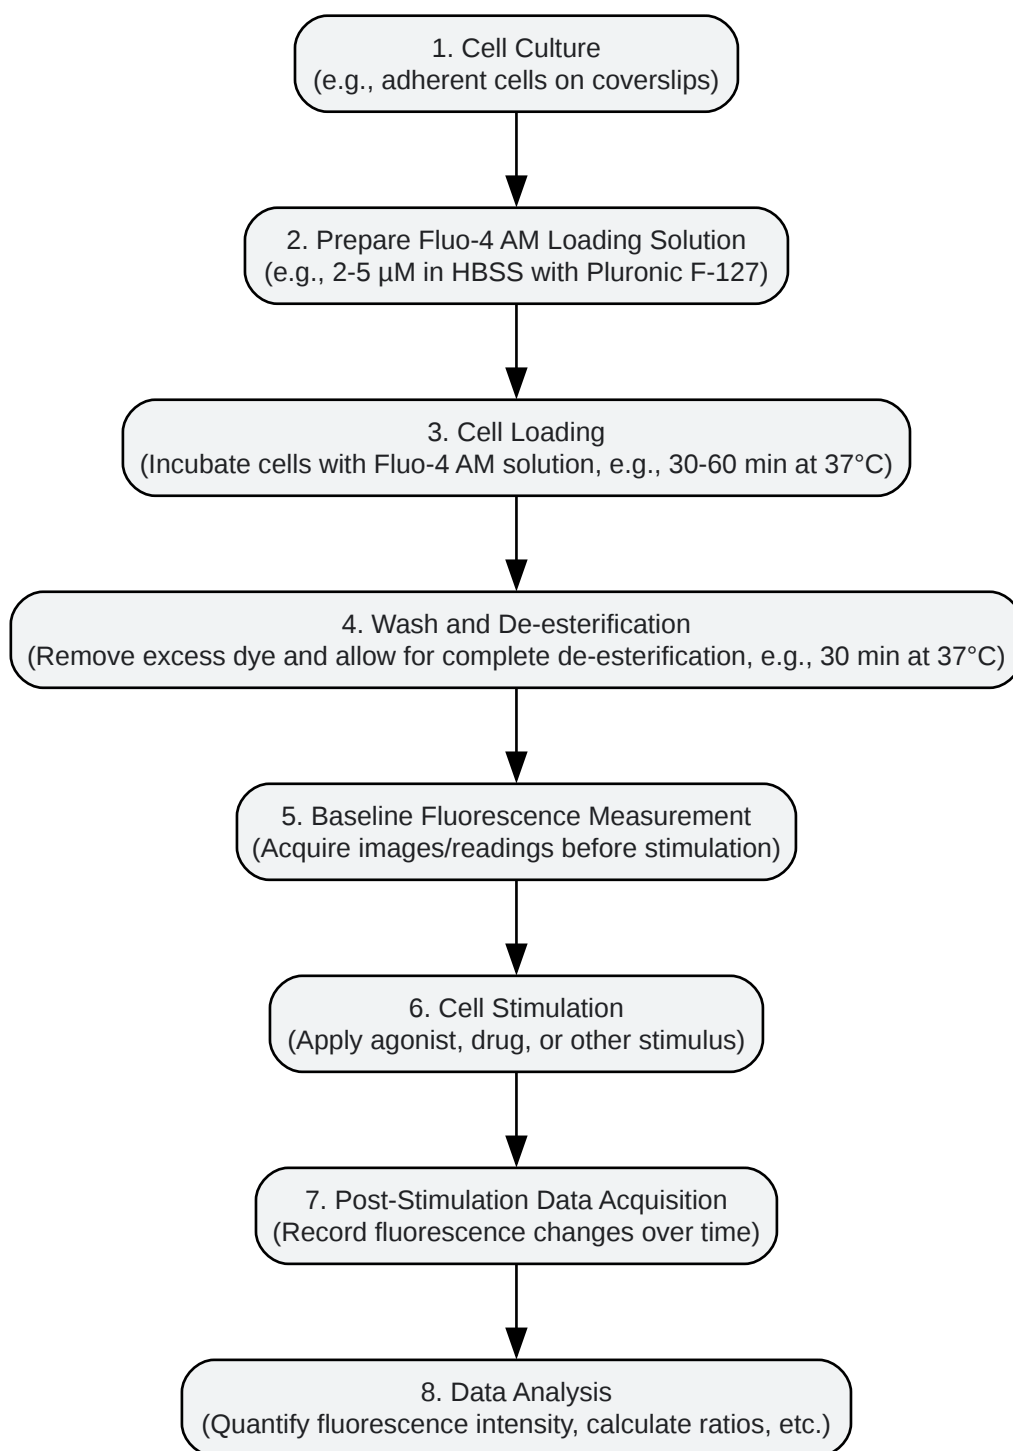 1. Cell Culture
(e.g., adherent cells on coverslips)
2. Prepare Fluo-4 AM Loading Solution
(e.g., 2-5 µM in HBSS with Pluronic F-127)
3. Cell Loading
(Incubate cells with Fluo-4 AM solution, e.g., 30-60 min at 37°C)
4. Wash and De-esterification
(Remove excess dye and allow for complete de-esterification, e.g., 30 min at 37°C)
5. Baseline Fluorescence Measurement
(Acquire images/readings before stimulation)
6. Cell Stimulation
(Apply agonist, drug, or other stimulus)
7. Post-Stimulation Data Acquisition
(Record fluorescence changes over time)
8. Data Analysis
(Quantify fluorescence intensity, calculate ratios, etc.)